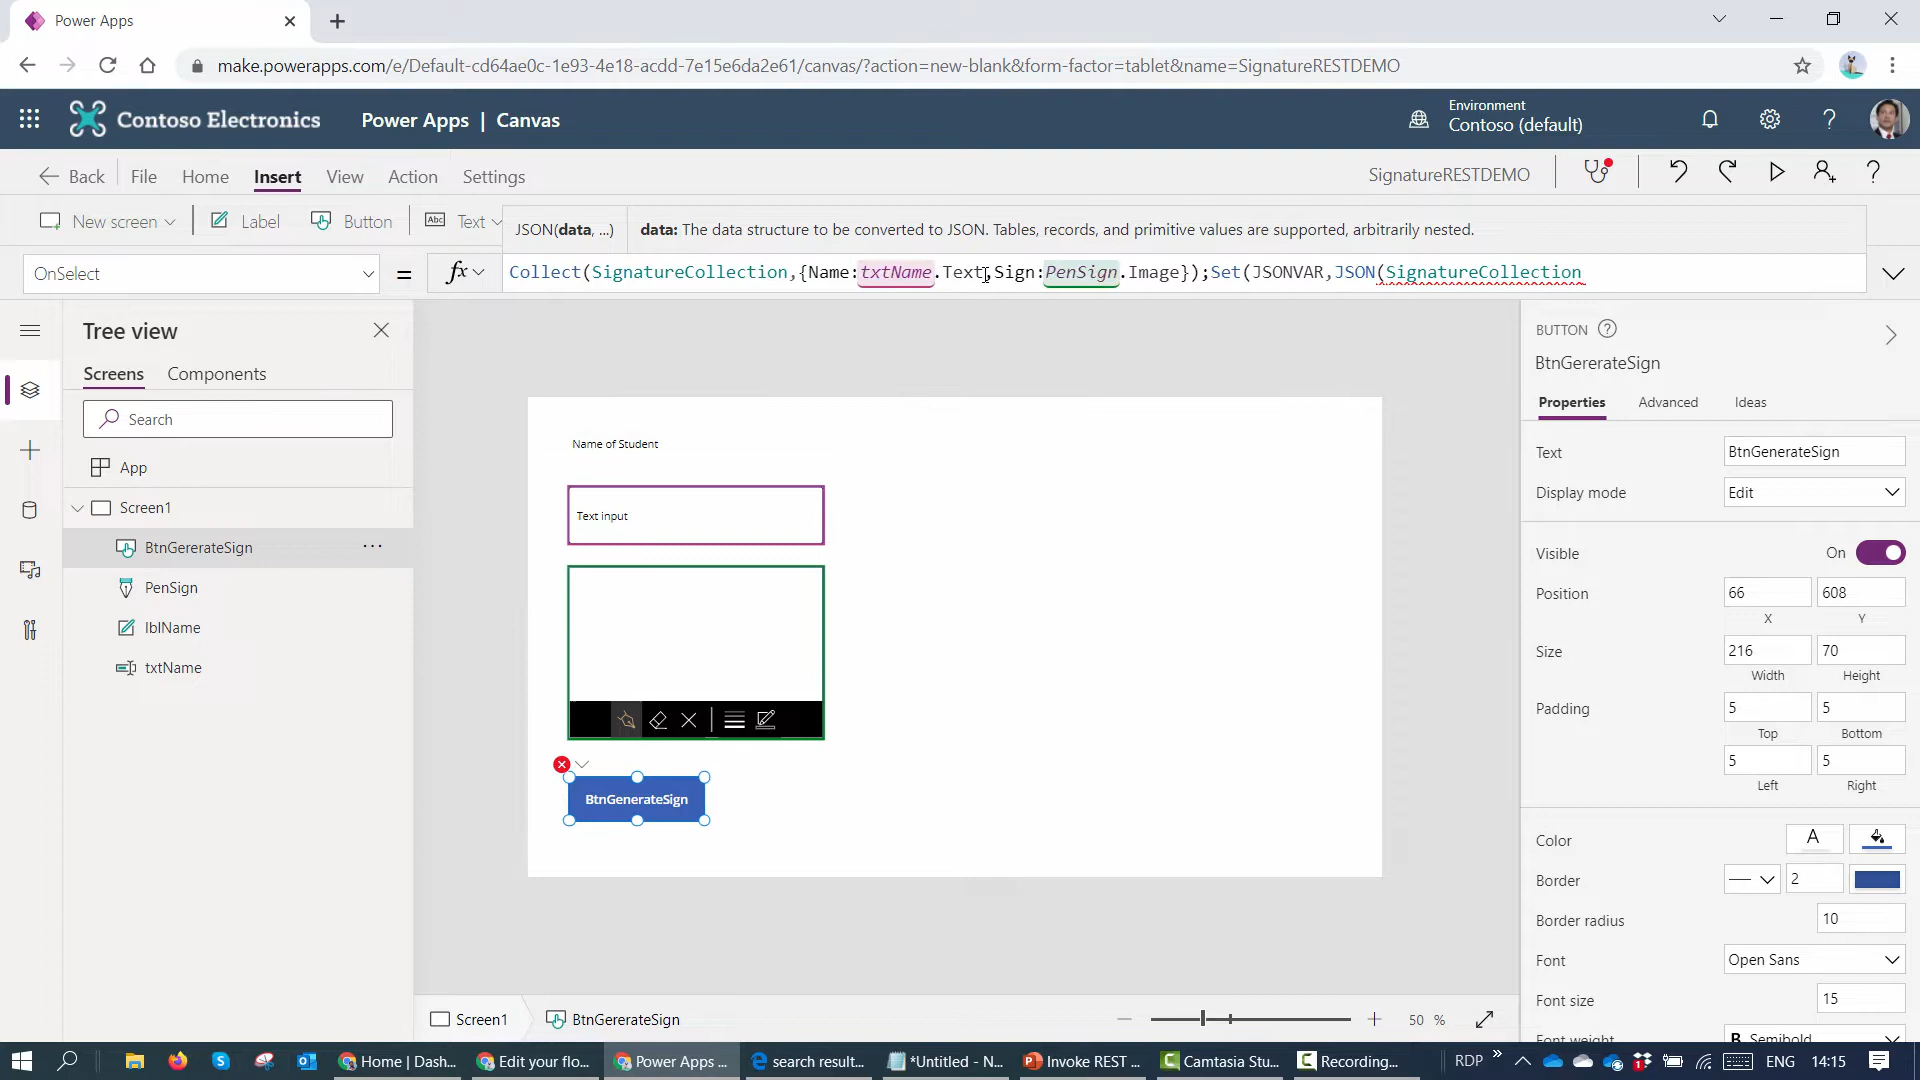 Power Apps
make.powerapps.com/e/Default-cd64ae0c-1e93-4e18-acdd-7e15e6da2e61/canvas/?action=new-blank&form-factor=tablet&name=SignatureRESTDEMO
Contoso Electronics
Power Apps | Canvas
Environment
Contoso (default)
Back
File
Home
Insert
View
Action
Settings
SignatureRESTDEMO
New screen
Label
Button
Abc
Text
JSON(data, ...)
data: The data structure to be converted to JSON. Tables, records, and primitive values are supported, arbitrarily nested.
OnSelect
=
fx
Collect(SignatureCollection,{Name:txtName.Text,Sign:PenSign.Image});Set(JSONVAR,JSON(SignatureCollection
Tree view
Screens
Components
Search
App
Screen1
BtnGererateSign
PenSign
lblName
txtName
Name of Student
Text input
BtnGenerateSign
BUTTON
BtnGererateSign
Properties
Advanced
Ideas
Text
BtnGenerateSign
Display mode
Edit
Visible
On
Position
66
608
X
Y
Size
216
70
Width
Height
Padding
5
5
Top
Bottom
5
5
Left
Right
Color
A
Border
2
Border radius
10
Font
Open Sans
Font size
15
Font weight
B Semibold
Screen1
BtnGererateSign
50 %
Home | Dash...
Edit your flo...
Power Apps ...
search result...
*Untitled - N...
Invoke REST ...
Camtasia Stu...
Recording...
RDP
ENG
14:15